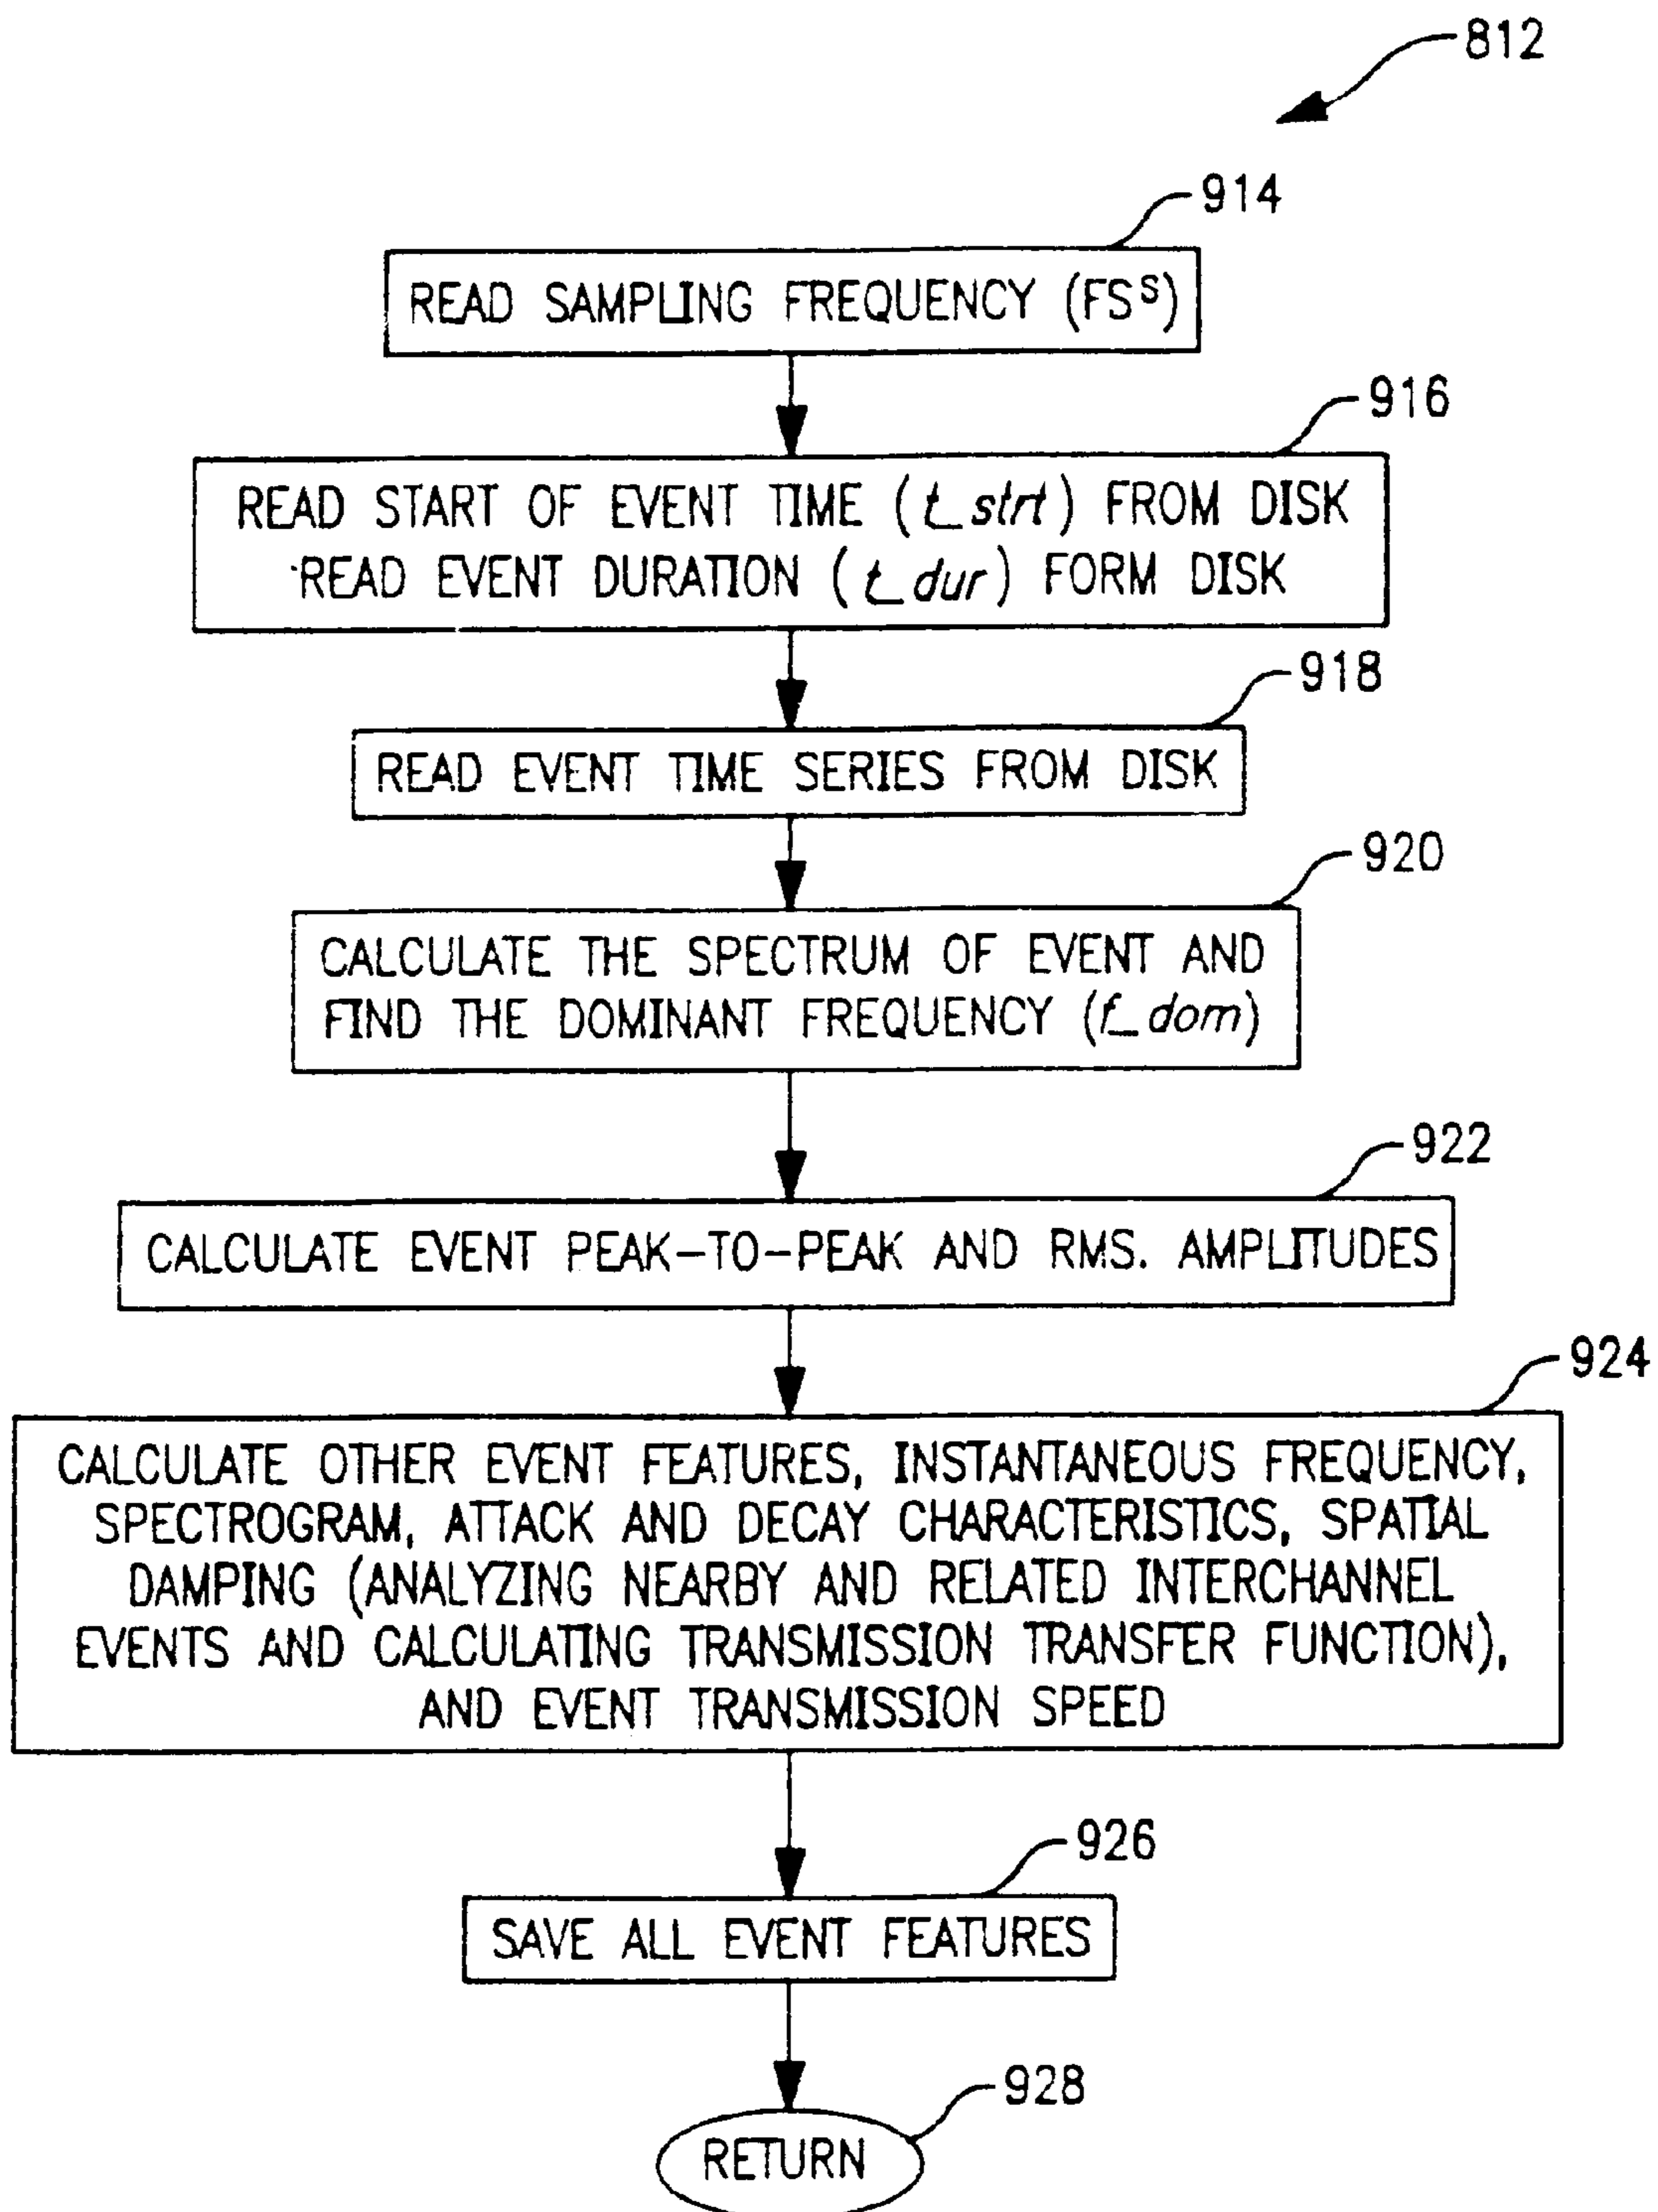 812
914
READ SAMPLING FREQUENCY (FSˢ)
916
READ START OF EVENT TIME (t_strt) FROM DISK
READ EVENT DURATION (t_dur) FORM DISK
918
READ EVENT TIME SERIES FROM DISK
920
CALCULATE THE SPECTRUM OF EVENT AND
FIND THE DOMINANT FREQUENCY (f_dom)
922
CALCULATE EVENT PEAK-TO-PEAK AND RMS. AMPLITUDES
924
CALCULATE OTHER EVENT FEATURES, INSTANTANEOUS FREQUENCY,
SPECTROGRAM, ATTACK AND DECAY CHARACTERISTICS, SPATIAL
DAMPING (ANALYZING NEARBY AND RELATED INTERCHANNEL
EVENTS AND CALCULATING TRANSMISSION TRANSFER FUNCTION),
AND EVENT TRANSMISSION SPEED
926
SAVE ALL EVENT FEATURES
928
RETURN